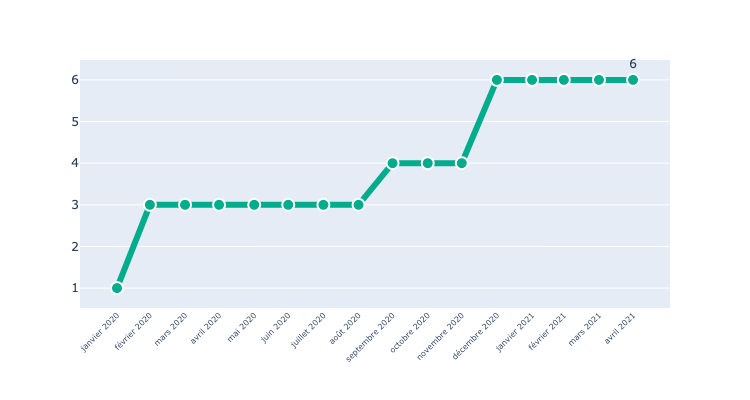 6
6
5
4
3
2
1
janvier 2020
février 2020
mars 2020
avril 2020
mai 2020
juin 2020
juillet 2020
août 2020
septembre 2020
octobre 2020
novembre 2020
décembre 2020
janvier 2021
février 2021
mars 2021
avril 2021